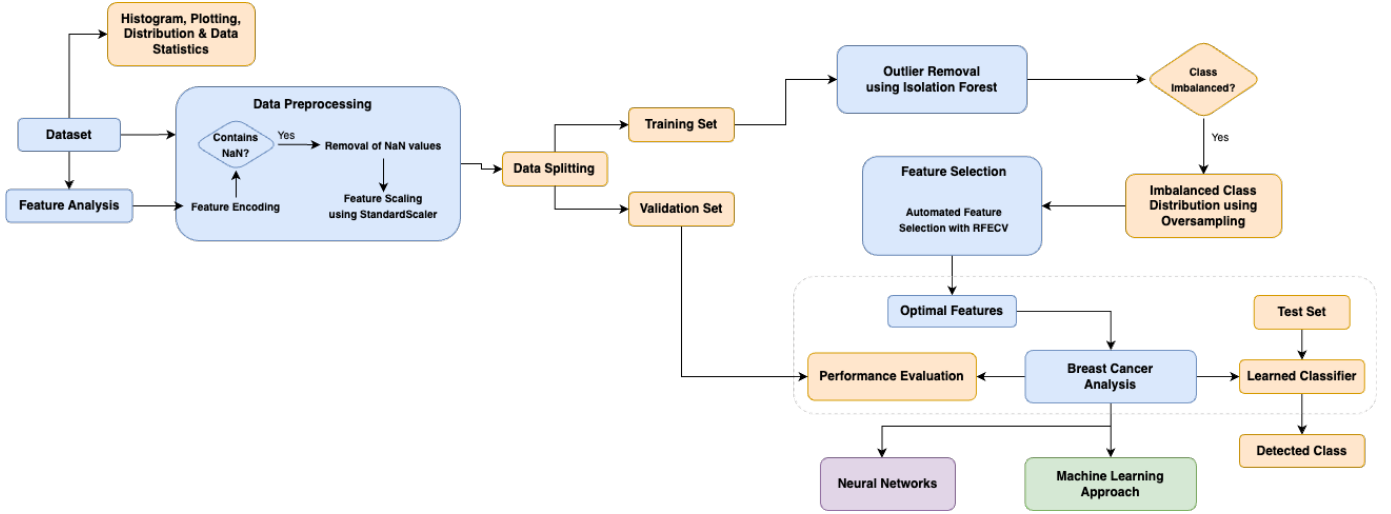 Histogram, Plotting,
Distribution & Data
Statistics
Dataset
Feature Analysis
Data Preprocessing
Contains
NaN?
Yes
Removal of NaN values
Feature Encoding
Feature Scaling
using StandardScaler
Data Splitting
Training Set
Validation Set
Outlier Removal
using Isolation Forest
Class
Imbalanced?
Yes
Imbalanced Class
Distribution using
Oversampling
Feature Selection
Automated Feature
Selection with RFECV
Optimal Features
Test Set
Performance Evaluation
Breast Cancer
Analysis
Learned Classifier
Detected Class
Neural Networks
Machine Learning
Approach